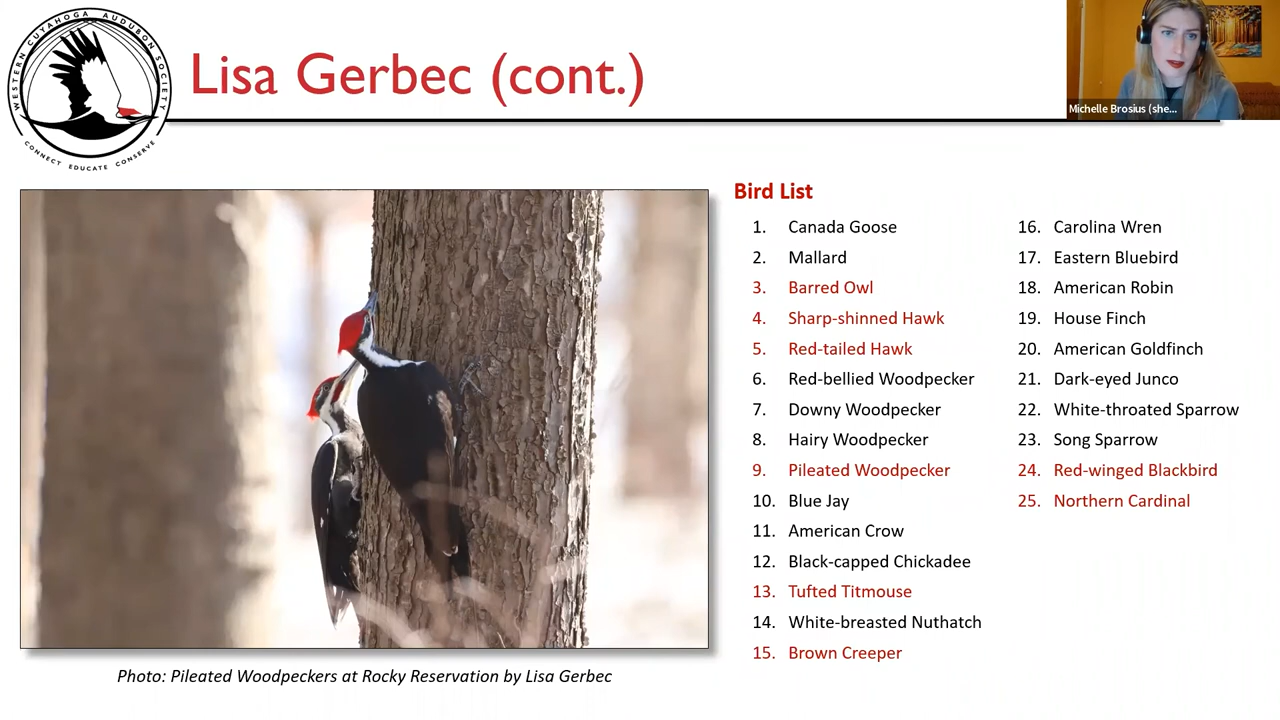 WESTERN CUYAHOGA AUDUBON SOCIETY
CONNECT EDUCATE CONSERVE
Lisa Gerbec (cont.)
Michelle Brosius (she...
Bird List
1. Canada Goose
2. Mallard
3. Barred Owl
4. Sharp-shinned Hawk
5. Red-tailed Hawk
6. Red-bellied Woodpecker
7. Downy Woodpecker
8. Hairy Woodpecker
9. Pileated Woodpecker
10. Blue Jay
11. American Crow
12. Black-capped Chickadee
13. Tufted Titmouse
14. White-breasted Nuthatch
15. Brown Creeper
16. Carolina Wren
17. Eastern Bluebird
18. American Robin
19. House Finch
20. American Goldfinch
21. Dark-eyed Junco
22. White-throated Sparrow
23. Song Sparrow
24. Red-winged Blackbird
25. Northern Cardinal
Photo: Pileated Woodpeckers at Rocky Reservation by Lisa Gerbec